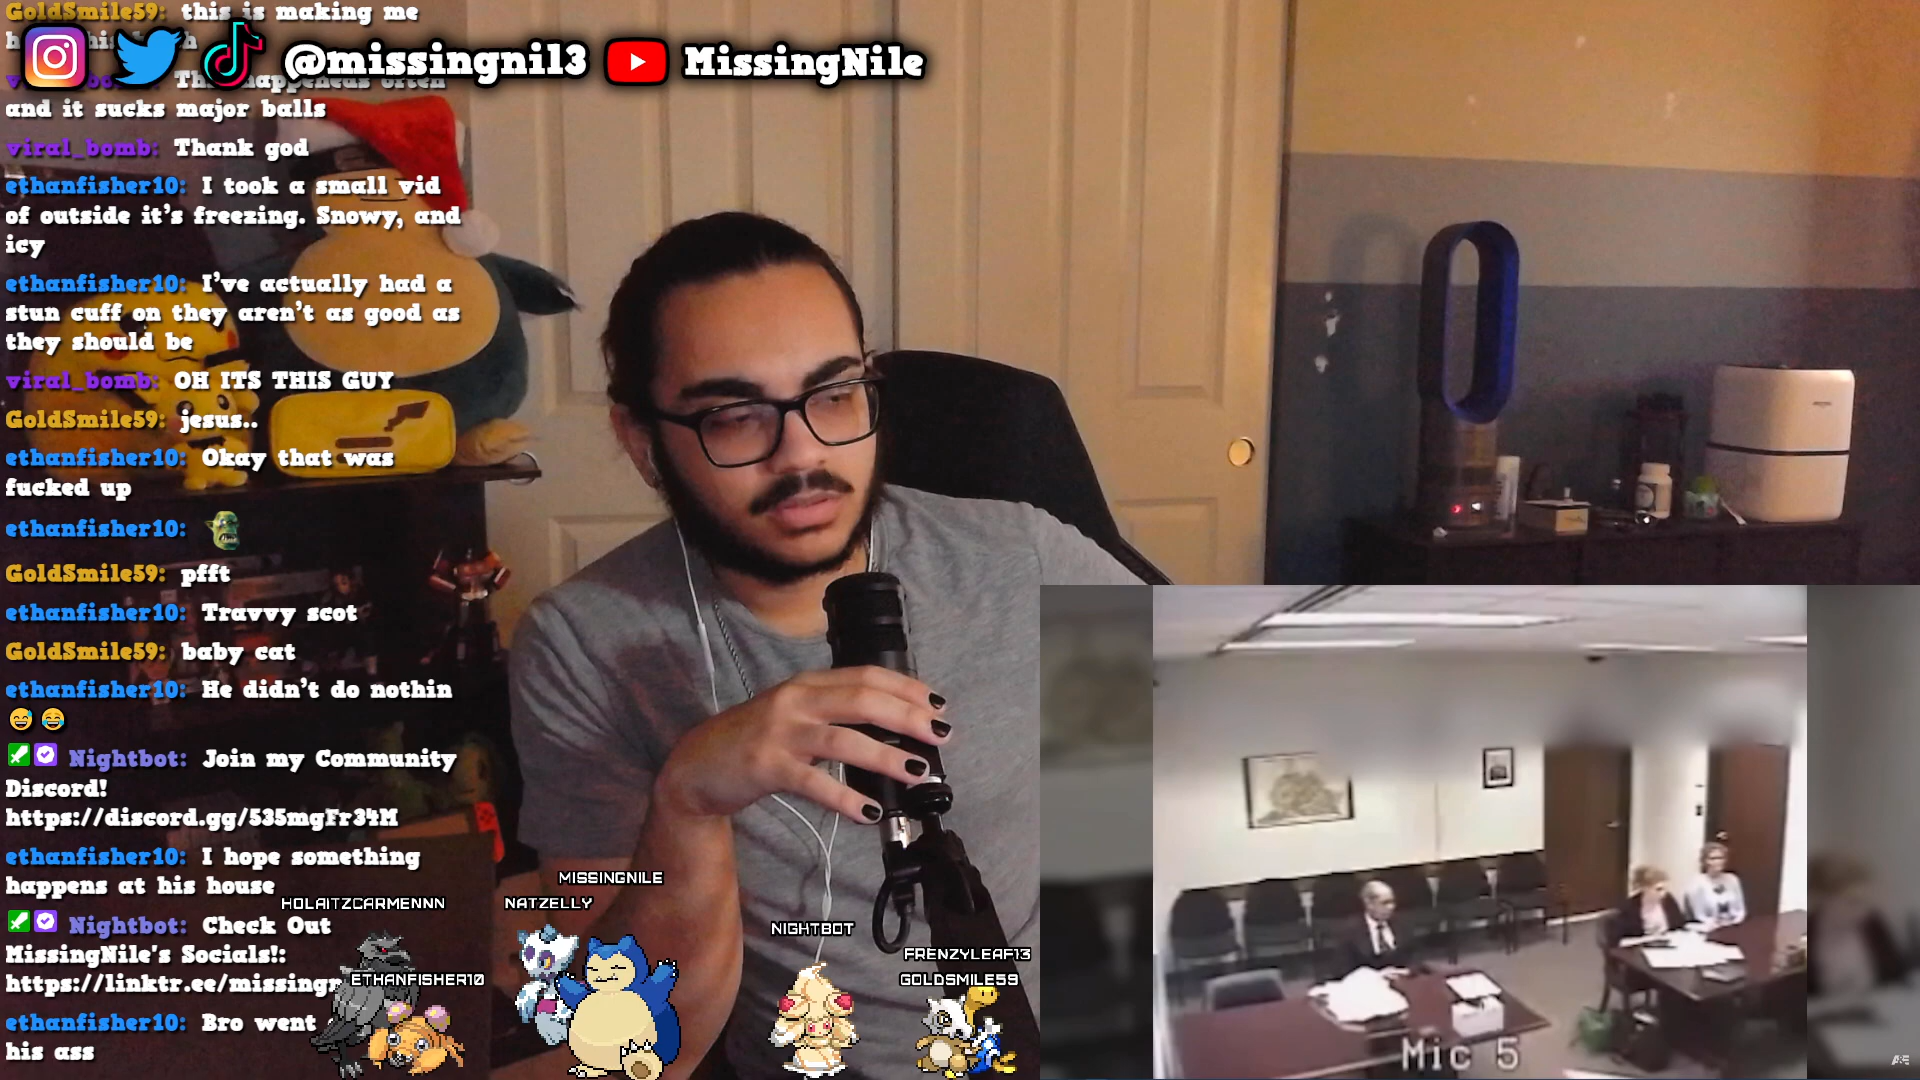 GoldSmile59: this is making me
@missingnil3 MissingNile
and it sucks major balls
viral_bomb: Thank god
ethanfisher10: I took a small vid
of outside it's freezing. Snowy, and
icy
ethanfisher10: I've actually had a
stun cuff on they aren't as good as
they should be
viral_bomb: OH ITS THIS GUY
GoldSmile59: jesus..
ethanfisher10: Okay that was
fucked up
ethanfisher10:
GoldSmile59: pfft
ethanfisher10: Travvy scot
GoldSmile59: baby cat
ethanfisher10: He didn't do nothin
Nightbot: Join my Community
Discord!
https://discord.gg/535mgFr34M
ethanfisher10: I hope something
happens at his house
Nightbot: Check Out
MissingNile's Socials!:
https://linktr.ee/missingn
ethanfisher10: Bro went
his ass
HOLAITZCARMENNN
ETHANFISHER10
MISSINGNILE
NATZELLY
NIGHTBOT
FRENZYLEAF13
GOLDSMILE59
Mic 5
A&E